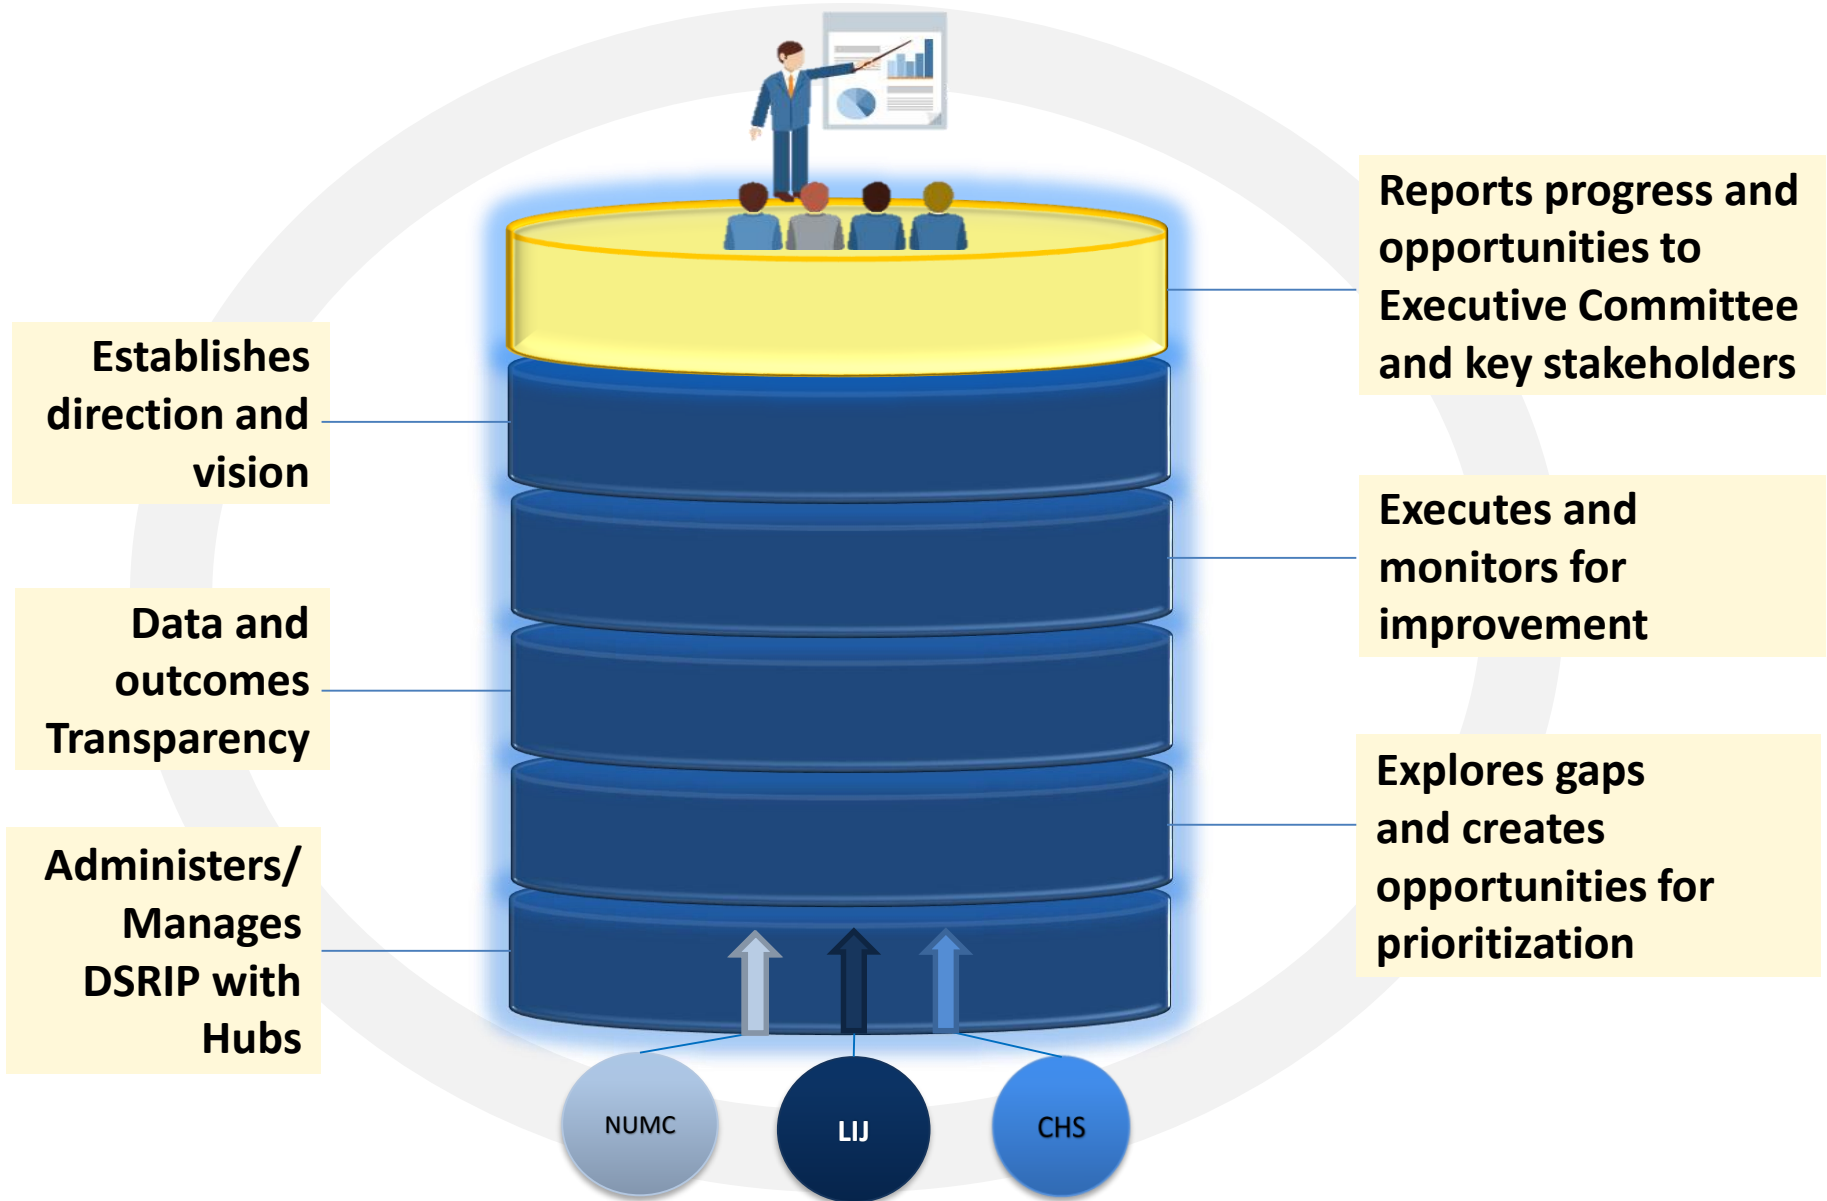 Reports progress and
opportunities to
Executive Committee
and key stakeholders
Establishes
direction and
vision
Executes and
monitors for
improvement
Data and
outcomes
Transparency
Explores gaps
and creates
opportunities for
prioritization
Administers/
Manages
DSRIP with
Hubs
NUMC
LIJ
CHS